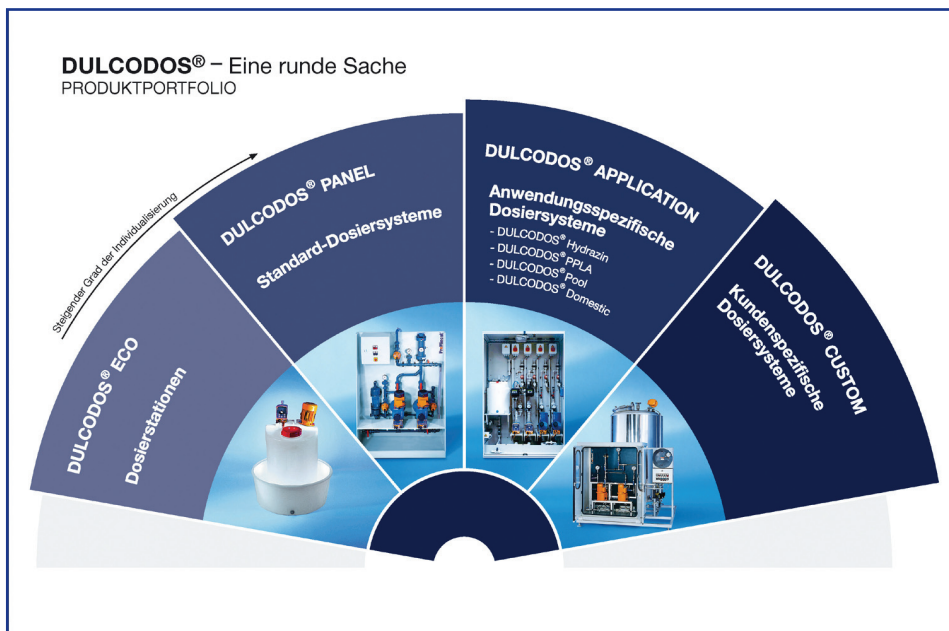 DULCODOS® – Eine runde Sache
PRODUKTPORTFOLIO
Steigender Grad der Individualisierung
DULCODOS® ECO
Dosierstationen
DULCODOS® PANEL
Standard-Dosiersysteme
DULCODOS® APPLICATION
Anwendungsspezifische
Dosiersysteme
- DULCODOS® Hydrazin
- DULCODOS® PPLA
- DULCODOS® Pool
- DULCODOS® Domestic
DULCODOS® CUSTOM
Kundenspezifische
Dosiersysteme